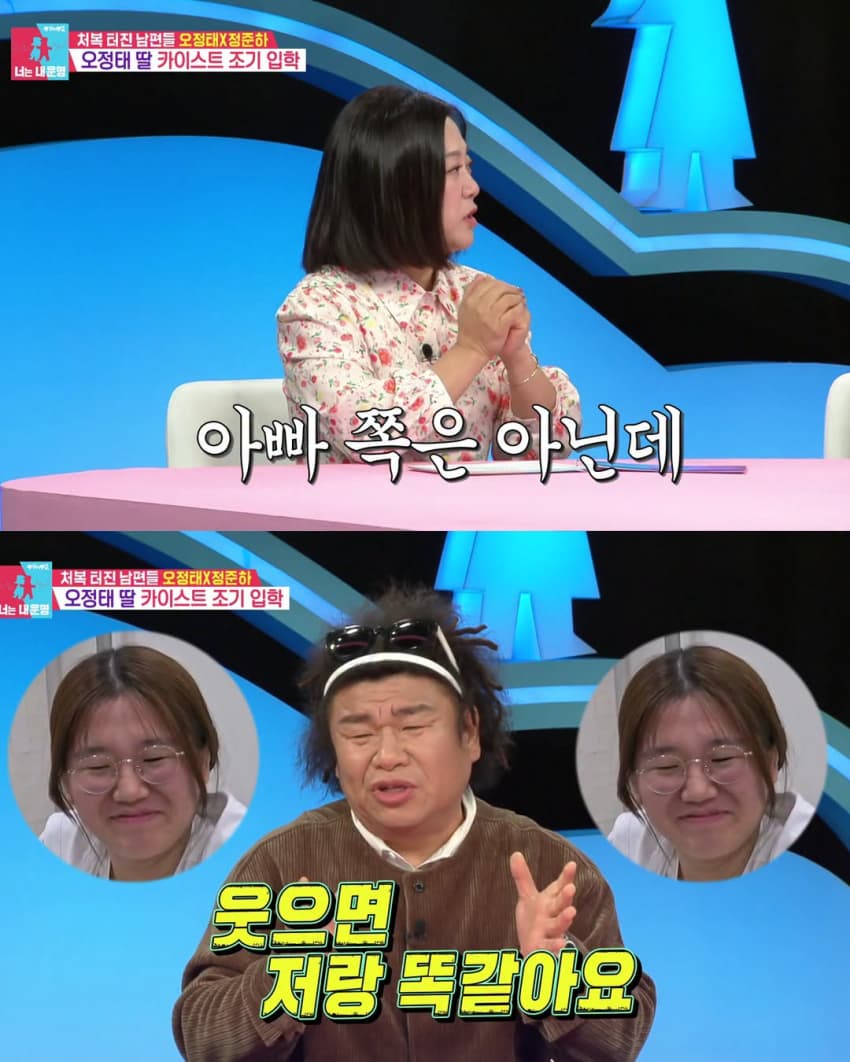 처복 터진 남편들 오정태X정준하
너는 내 운명
오정태 딸 카이스트 조기 입학
아빠 쪽은 아닌데
처복 터진 남편들 오정태X정준하
너는 내 운명
오정태 딸 카이스트 조기 입학
웃으면
저랑 똑같아요